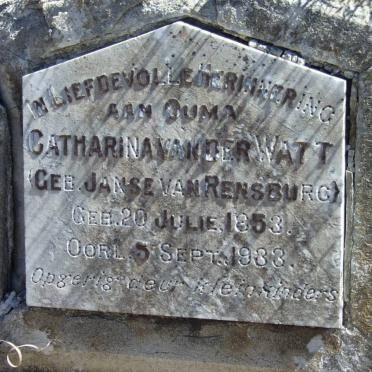 IN LIEFDEVOLLE HERINNERING
AAN OUMA
CATHARINA VAN DER WATT
(GEB. JANSE VAN RENSBURG)
GEB. 20 JULIE, 1853.
OORL. 5 SEPT. 1938.
Opgerig deur kleinkinders